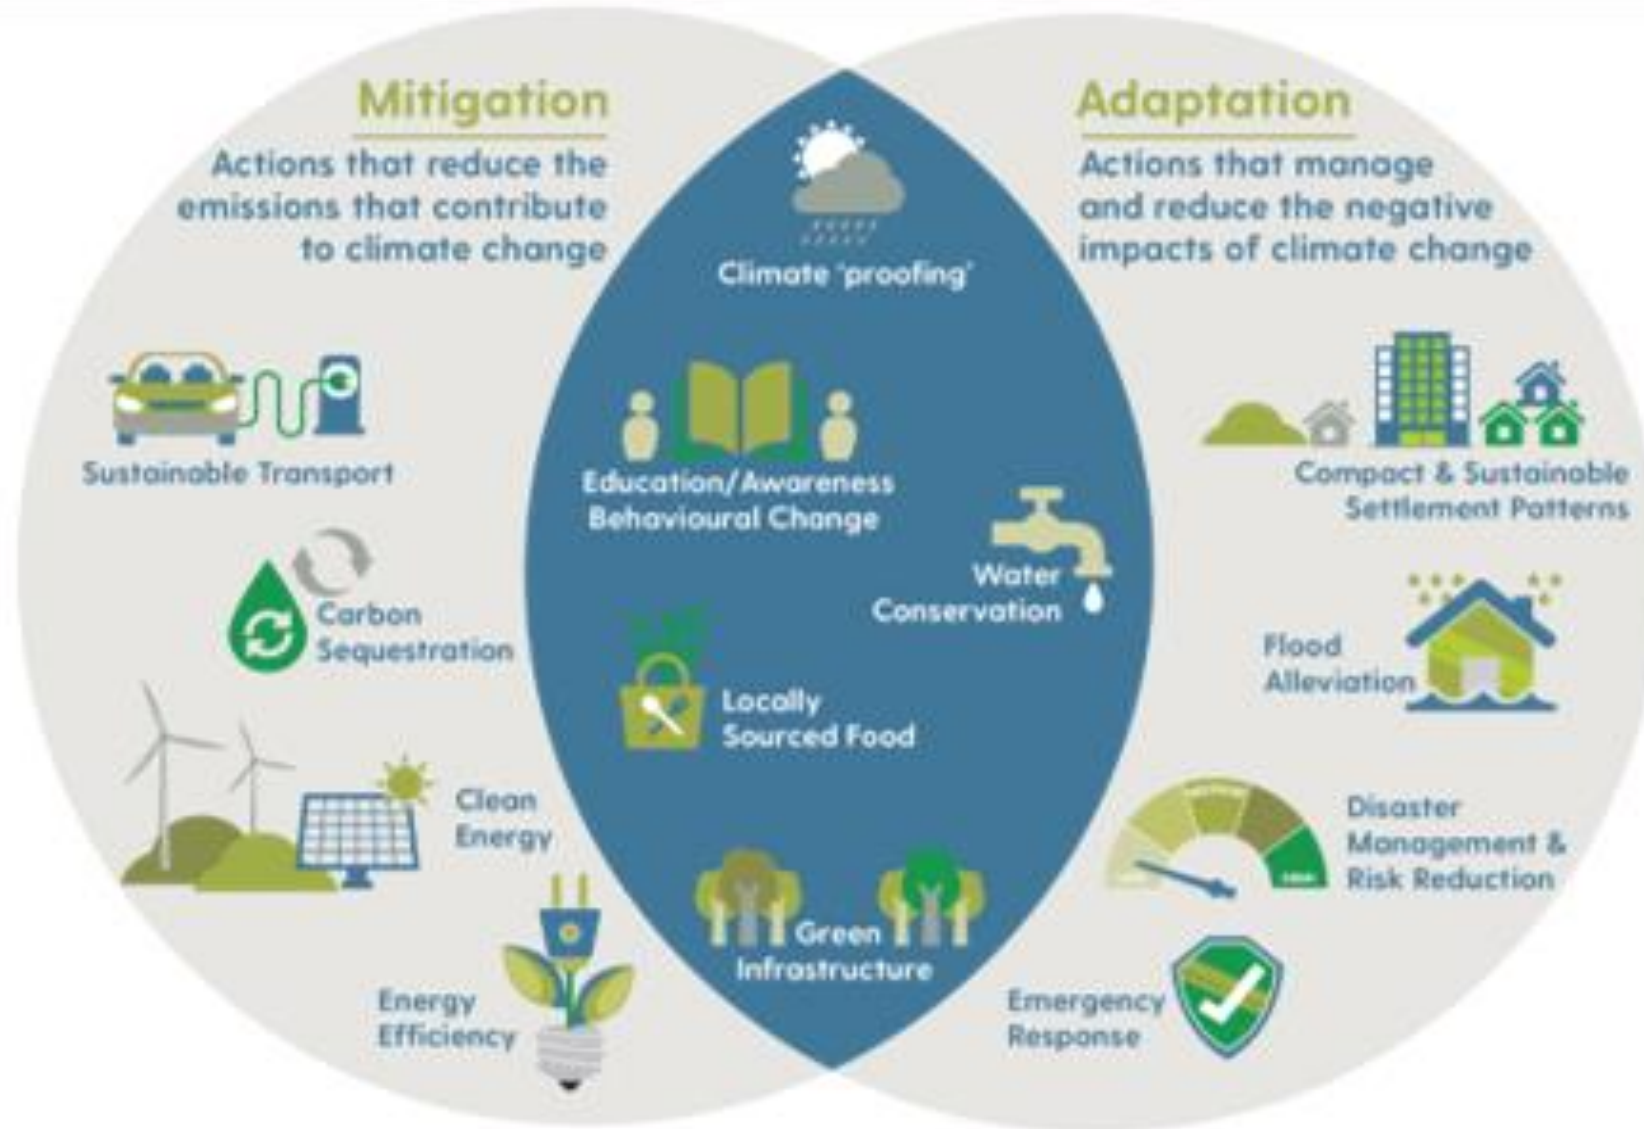 Mitigation
Actions that reduce the
emissions that contribute
to climate change
Sustainable Transport
Carbon
Sequestration
Clean
Energy
Energy
Efficiency
Climate 'proofing'
Education/Awareness
Behavioural Change
Water
Conservation
Locally
Sourced Food
Green
Infrastructure
Adaptation
Actions that manage
and reduce the negative
impacts of climate change
Compact & Sustainable
Settlement Patterns
Flood
Alleviation
Disaster
Management &
Risk Reduction
Emergency
Response